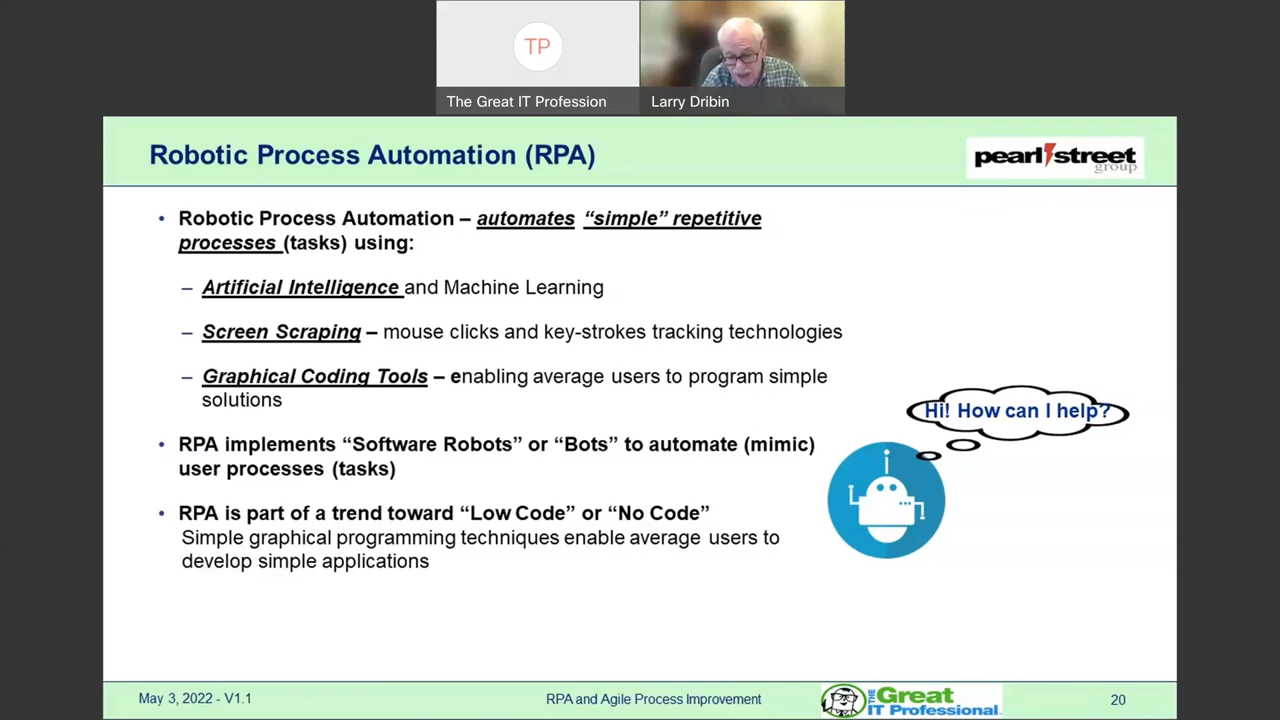 TP
The Great IT Profession
Larry Dribin
Robotic Process Automation (RPA)
pearl street
group
• Robotic Process Automation – automates “simple” repetitive
processes (tasks) using:
– Artificial Intelligence and Machine Learning
– Screen Scraping – mouse clicks and key-strokes tracking technologies
– Graphical Coding Tools – enabling average users to program simple
solutions
Hi! How can I help?
• RPA implements “Software Robots” or “Bots” to automate (mimic)
user processes (tasks)
• RPA is part of a trend toward “Low Code” or “No Code”
Simple graphical programming techniques enable average users to
develop simple applications
May 3, 2022 - V1.1
RPA and Agile Process Improvement
THE Great
IT Professional
20